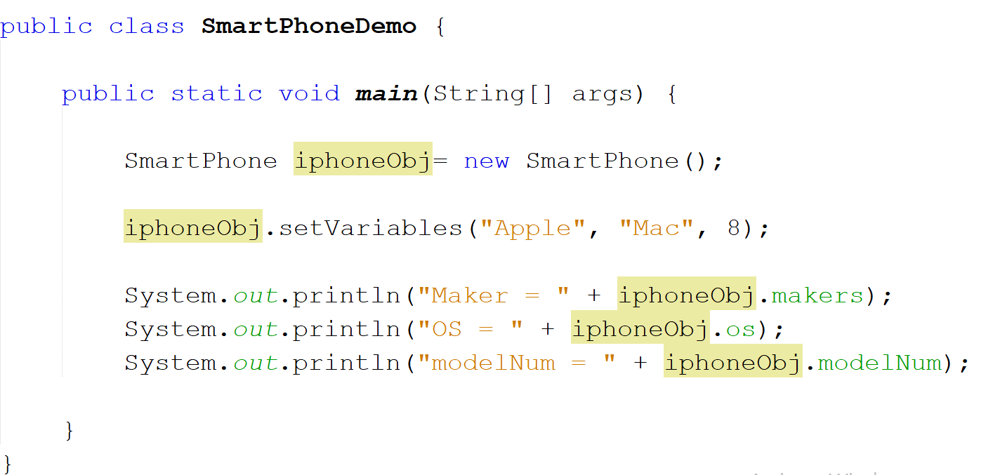 public class SmartPhoneDemo {
public static void main(String[] args) {
SmartPhone iphoneObj= new SmartPhone();
iphoneObj.setVariables("Apple", "Mac", 8);
System.out.println("Maker = " + iphoneObj.makers);
System.out.println("OS = " + iphoneObj.os);
System.out.println("modelNum = " + iphoneObj.modelNum);
}
}